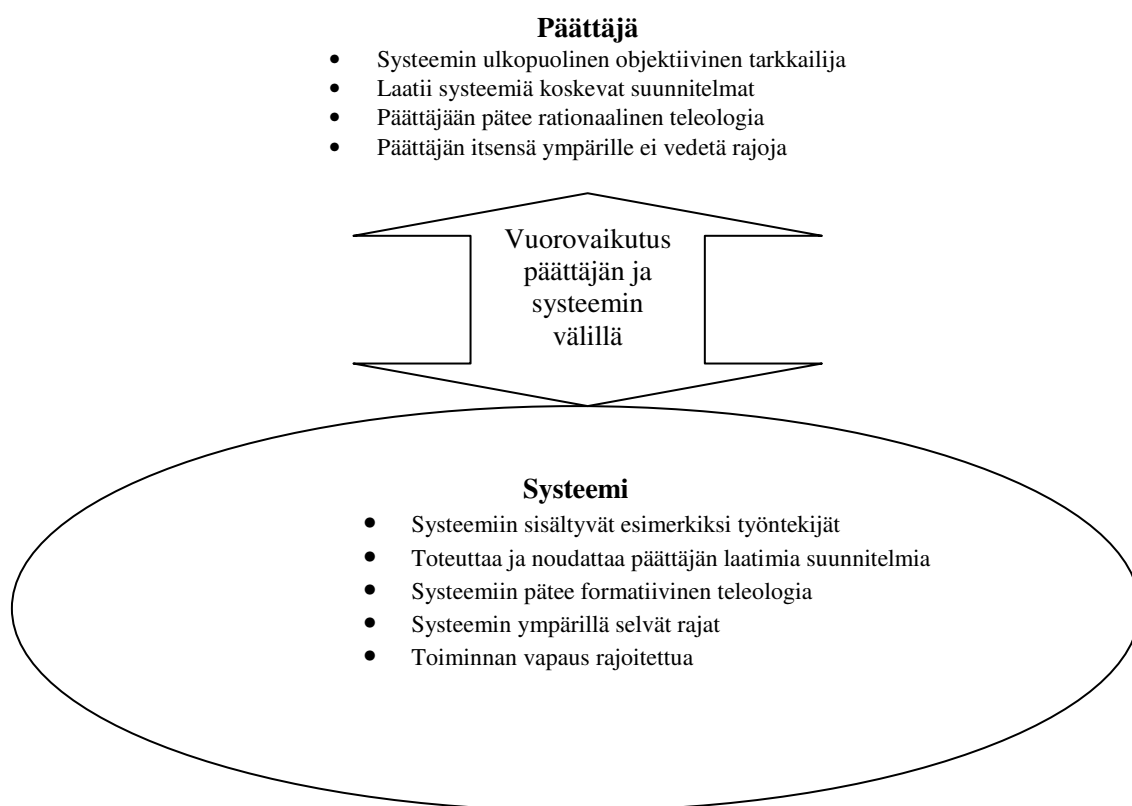 Päättäjä
• Systeemin ulkopuolinen objektiivinen tarkkailija
• Laatii systeemiä koskevat suunnitelmat
• Päättäjään pätee rationaalinen teleologia
• Päättäjän itsensä ympärille ei vedetä rajoja
Vuorovaikutus
päättäjän ja
systeemin
välillä
Systeemi
• Systeemiin sisältyvät esimerkiksi työntekijät
• Toteuttaa ja noudattaa päättäjän laatimia suunnitelmia
• Systeemiin pätee formatiivinen teleologia
• Systeemin ympärillä selvät rajat
• Toiminnan vapaus rajoitettua